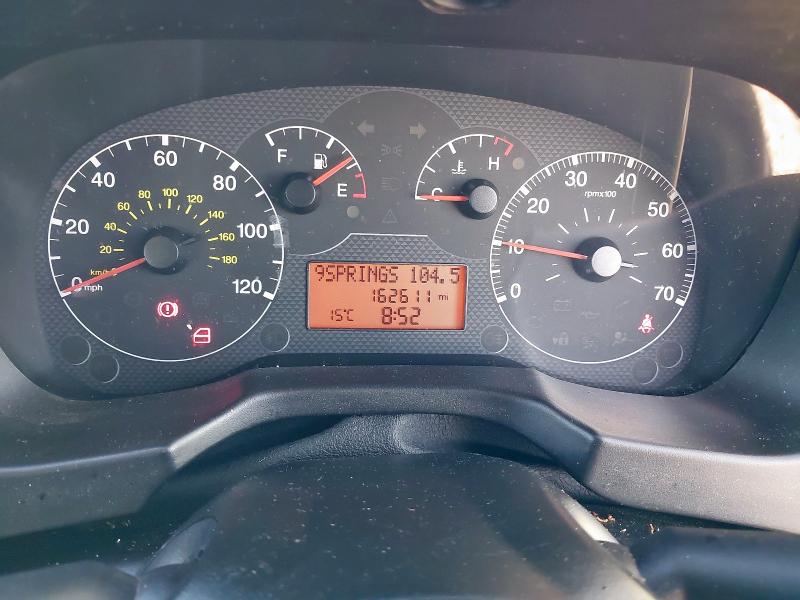 0 20 40 60 80 100 120
mph
20 40 60 80 100 120 140 160 180
km/h
F E
C H
9SPRINGS 104.5
162611 mi
15°C 8:52
0 10 20 30 40 50 60 70
rpmx100